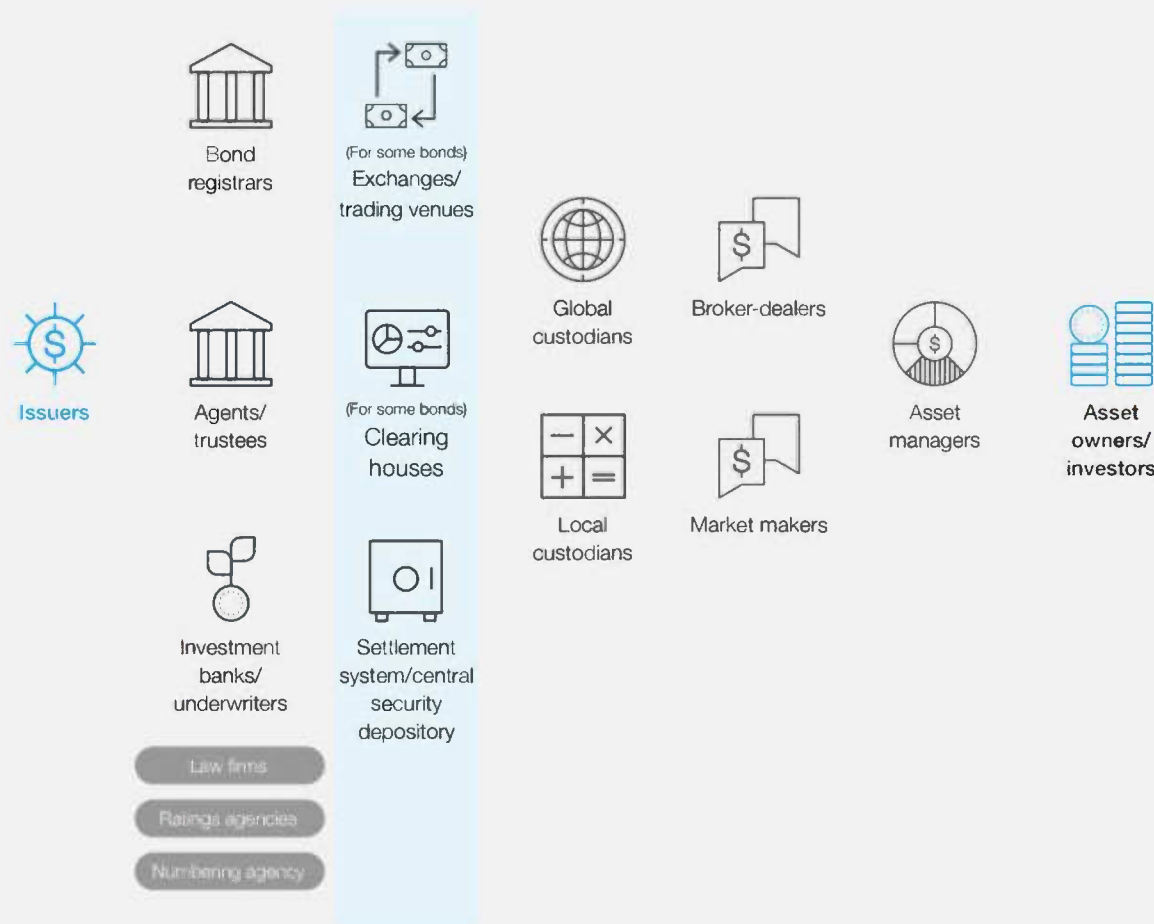 Bond
registrars
(For some bonds)
Exchanges/
trading venues
Global
custodians
$
Broker-dealers
$
Issuers
Agents/
trustees
(For some bonds)
Clearing
houses
$
Asset
managers
Asset
owners/
investors
− ×
+ =
Local
custodians
$
Market makers
Investment
banks/
underwriters
Settlement
system/central
security
depository
Law firms
Ratings agencies
Numbering agency